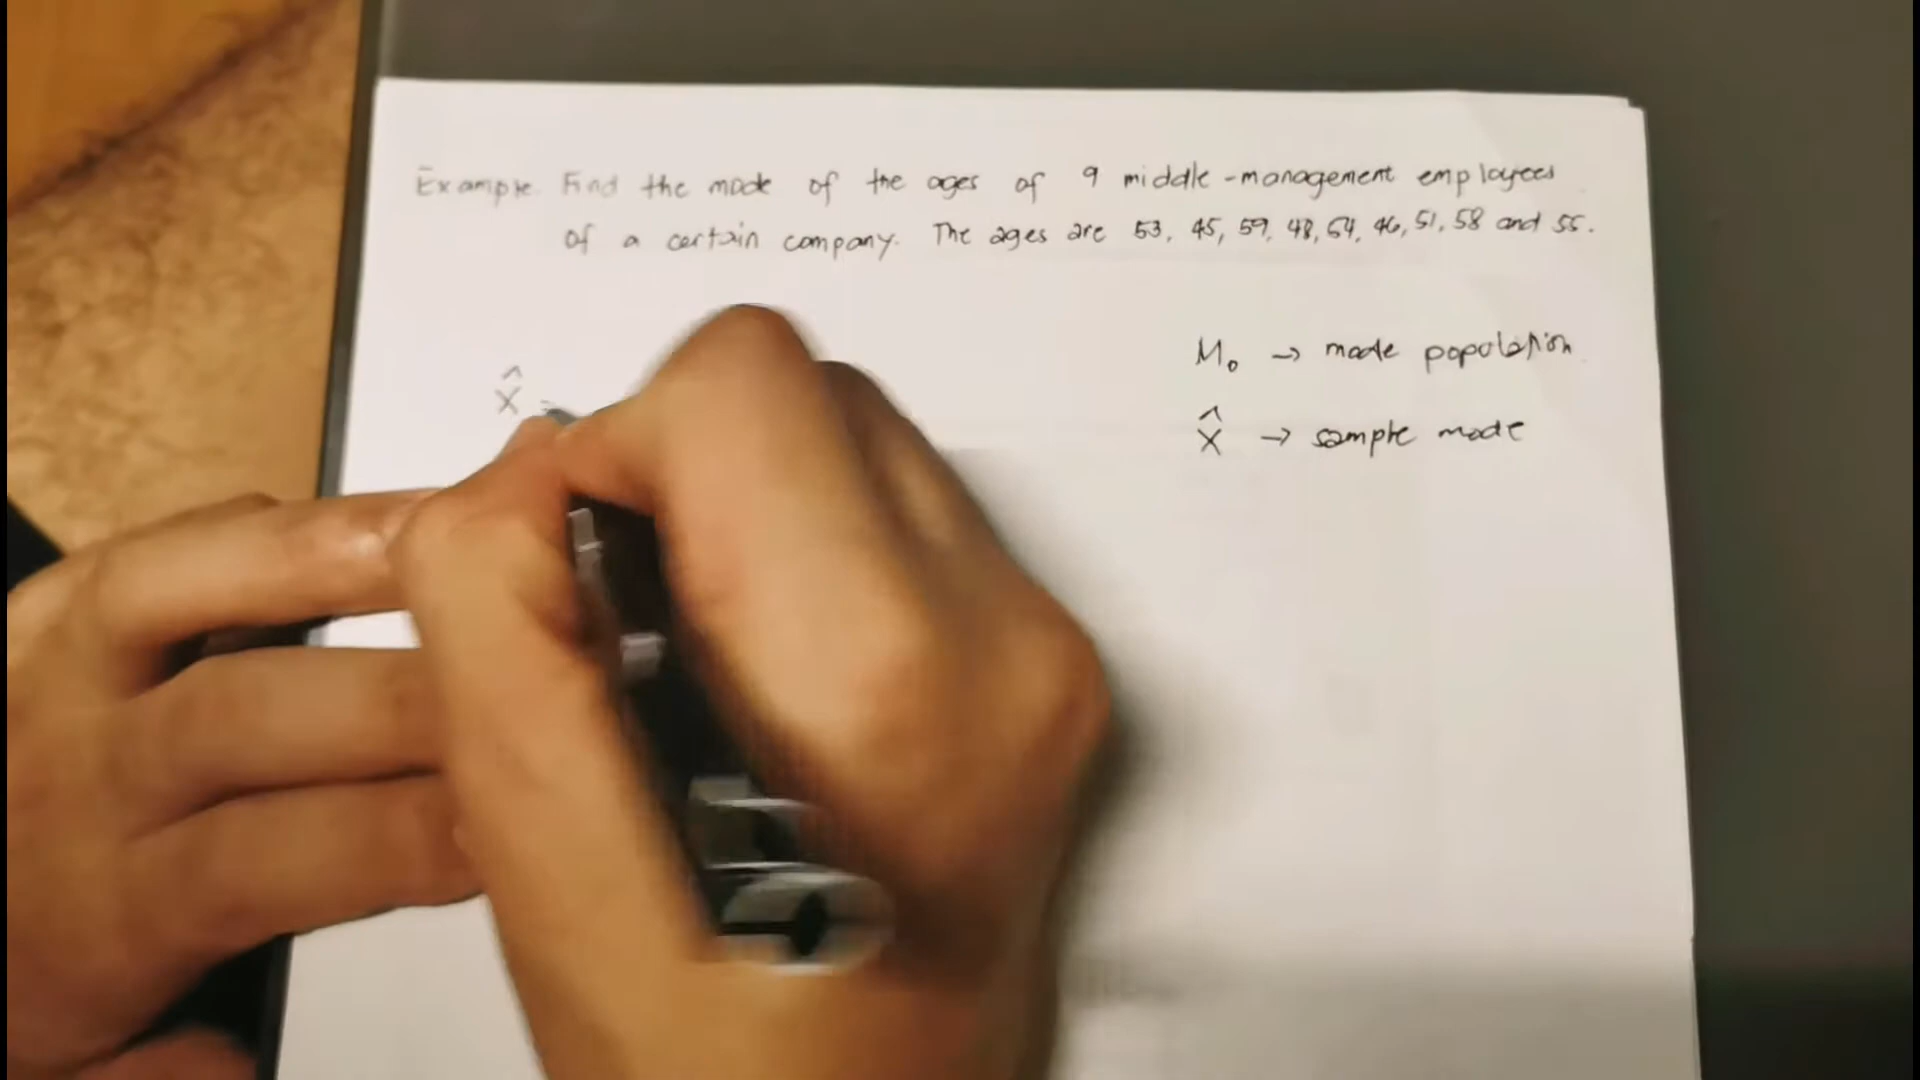 Example. Find the mode of the ages of 9 middle-management employees
of a certain company. The ages are 53, 45, 59, 48, 54, 46, 51, 58 and 55.
M₀ → mode population
X̂ =
X̂ → sample mode